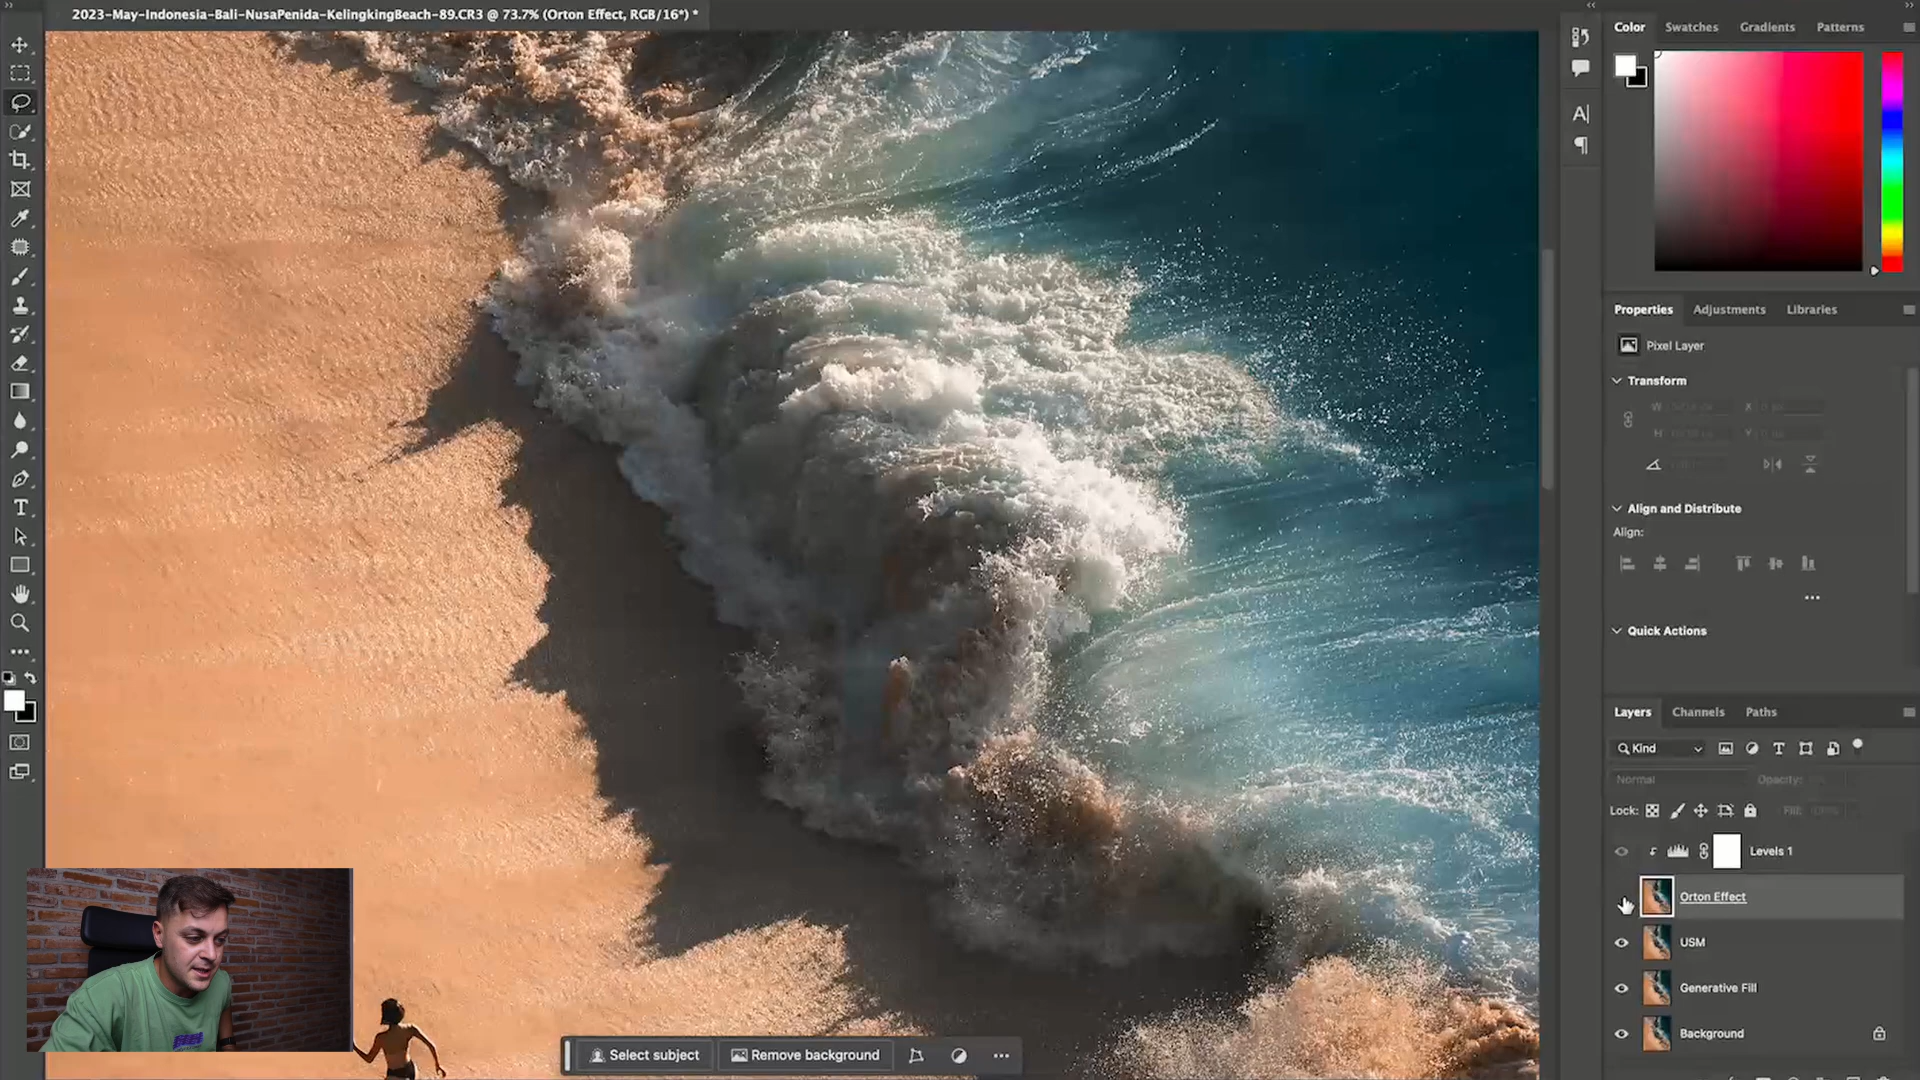 2023-May-Indonesia-Bali-NusaPenida-KelingkingBeach-89.CR3 @ 73.7% (Orton Effect, RGB/16*) *
Color Swatches Gradients Patterns
Properties Adjustments Libraries
Pixel Layer
Transform
W
X
H
Y
Align and Distribute
Align:
Quick Actions
Layers Channels Paths
Kind
Normal Opacity:
Lock: Fill: 100%
Levels 1
Orton Effect
USM
Generative Fill
Background
Select subject Remove background